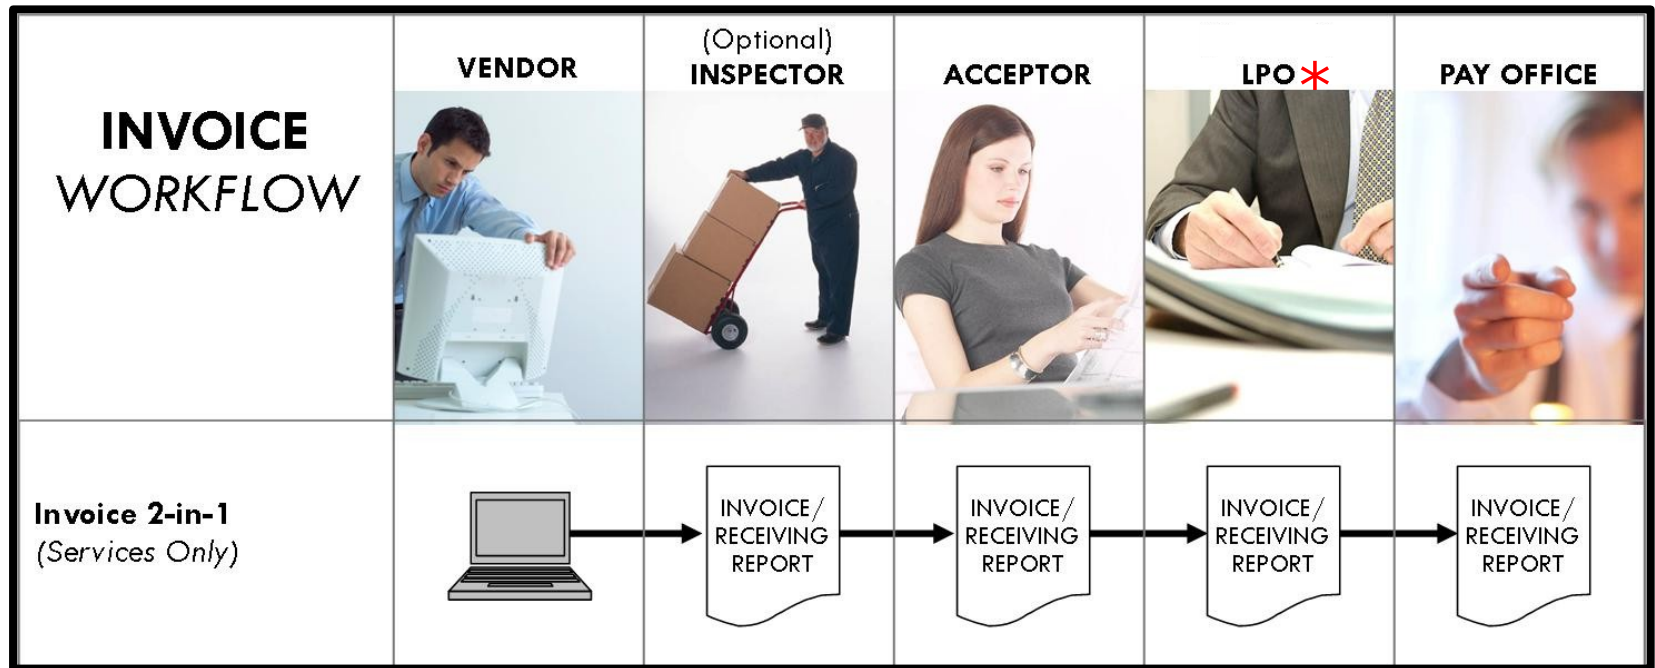 INVOICE
WORKFLOW
VENDOR
(Optional)
INSPECTOR
ACCEPTOR
LPO*
PAY OFFICE
Invoice 2-in-1
(Services Only)
INVOICE/
RECEIVING
REPORT
INVOICE/
RECEIVING
REPORT
INVOICE/
RECEIVING
REPORT
INVOICE/
RECEIVING
REPORT